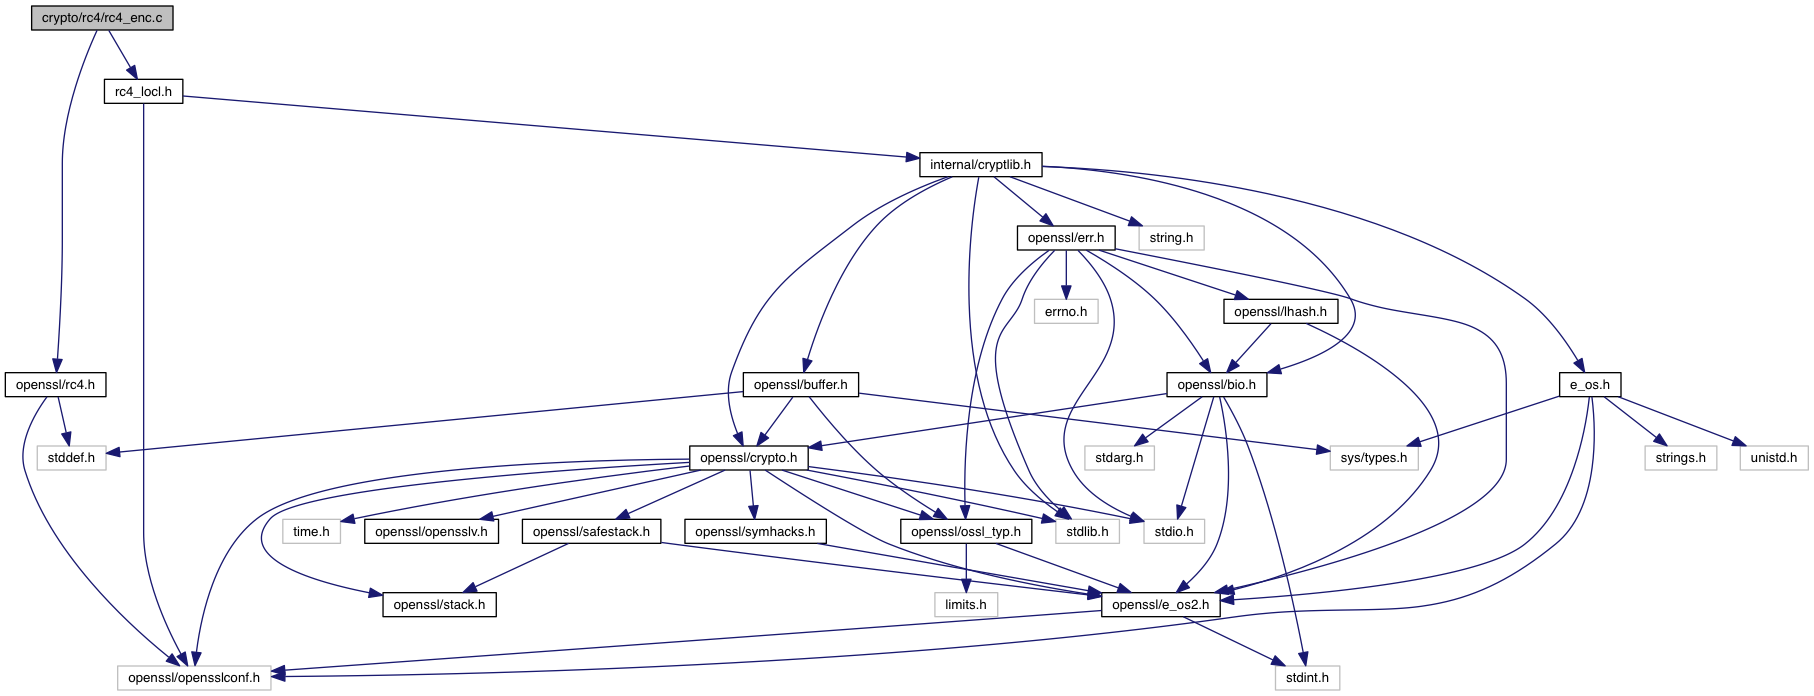 crypto/rc4/rc4_enc.c
rc4_locl.h
internal/cryptlib.h
openssl/err.h
string.h
errno.h
openssl/lhash.h
openssl/rc4.h
openssl/buffer.h
openssl/bio.h
e_os.h
stddef.h
openssl/crypto.h
stdarg.h
sys/types.h
strings.h
unistd.h
time.h
openssl/opensslv.h
openssl/safestack.h
openssl/symhacks.h
openssl/ossl_typ.h
stdlib.h
stdio.h
openssl/stack.h
limits.h
openssl/e_os2.h
openssl/opensslconf.h
stdint.h